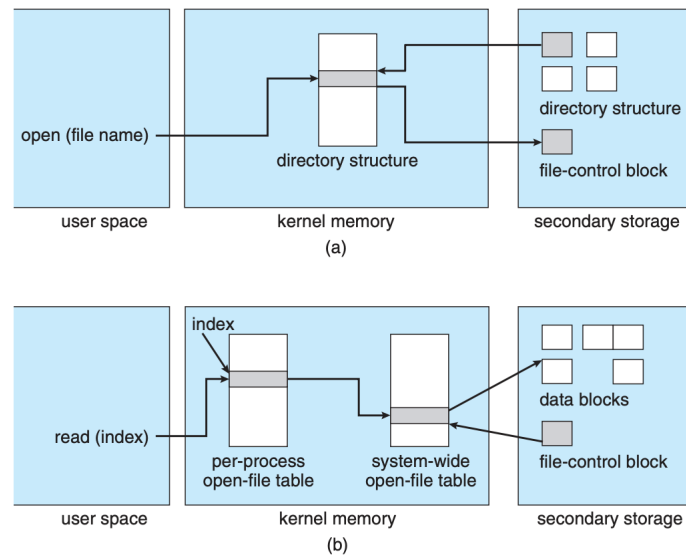 open (file name)
directory structure
directory structure
file-control block
user space
kernel memory
secondary storage
(a)
index
read (index)
per-process
open-file table
system-wide
open-file table
data blocks
file-control block
user space
kernel memory
secondary storage
(b)